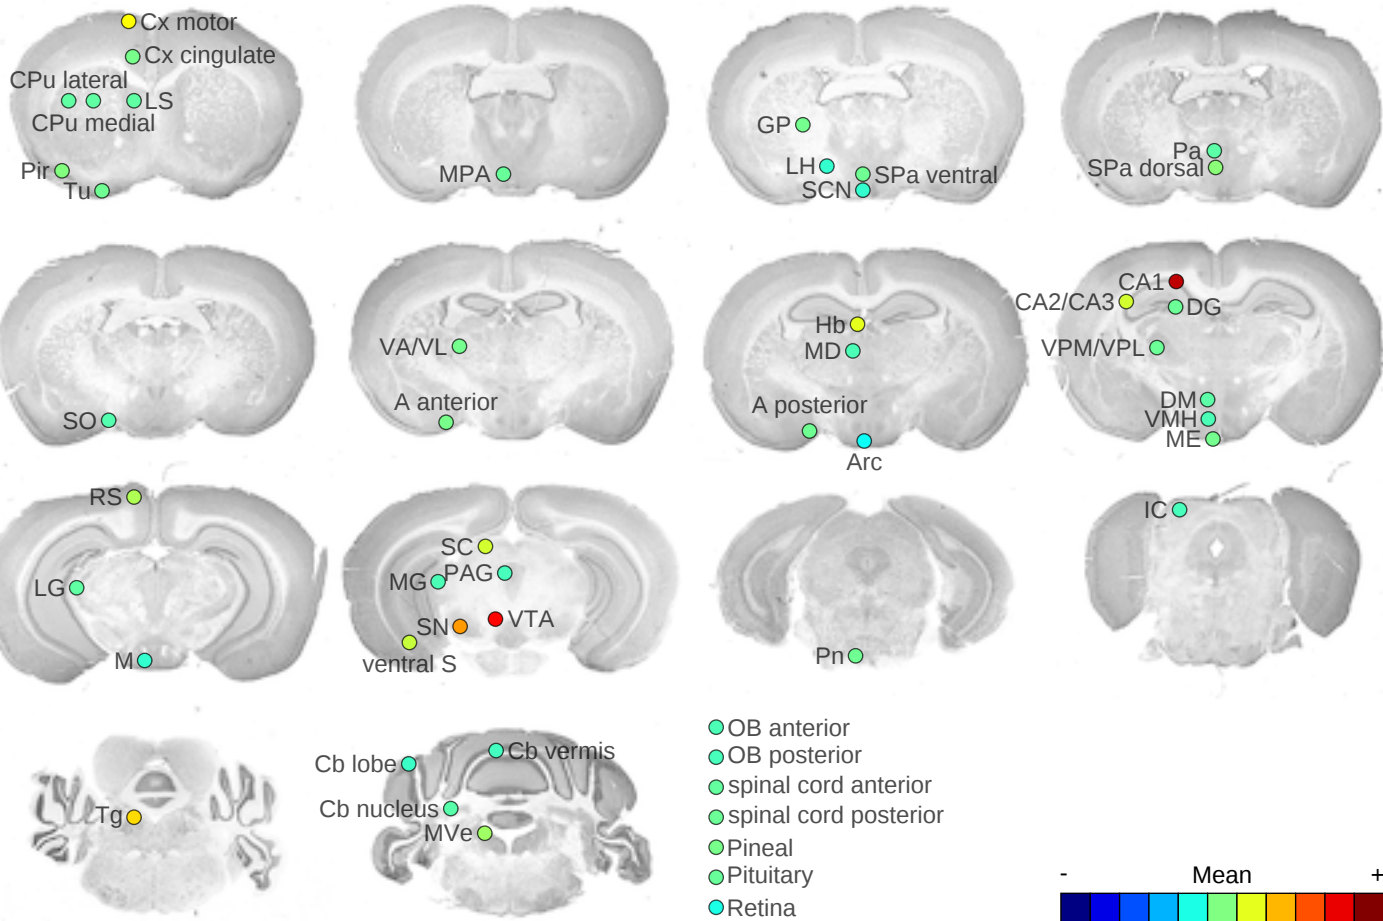 Cx motor
Cx cingulate
CPu lateral
LS
CPu medial
Pir
Tu
MPA
GP
LH
SPa ventral
SCN
Pa
SPa dorsal
SO
VA/VL
A anterior
Hb
MD
A posterior
Arc
CA1
CA2/CA3
DG
VPM/VPL
DM
VMH
ME
RS
LG
M
SC
MG
PAG
SN
VTA
ventral S
Pn
IC
Tg
Cb lobe
Cb vermis
Cb nucleus
MVe
OB anterior
OB posterior
spinal cord anterior
spinal cord posterior
Pineal
Pituitary
Retina
- Mean +